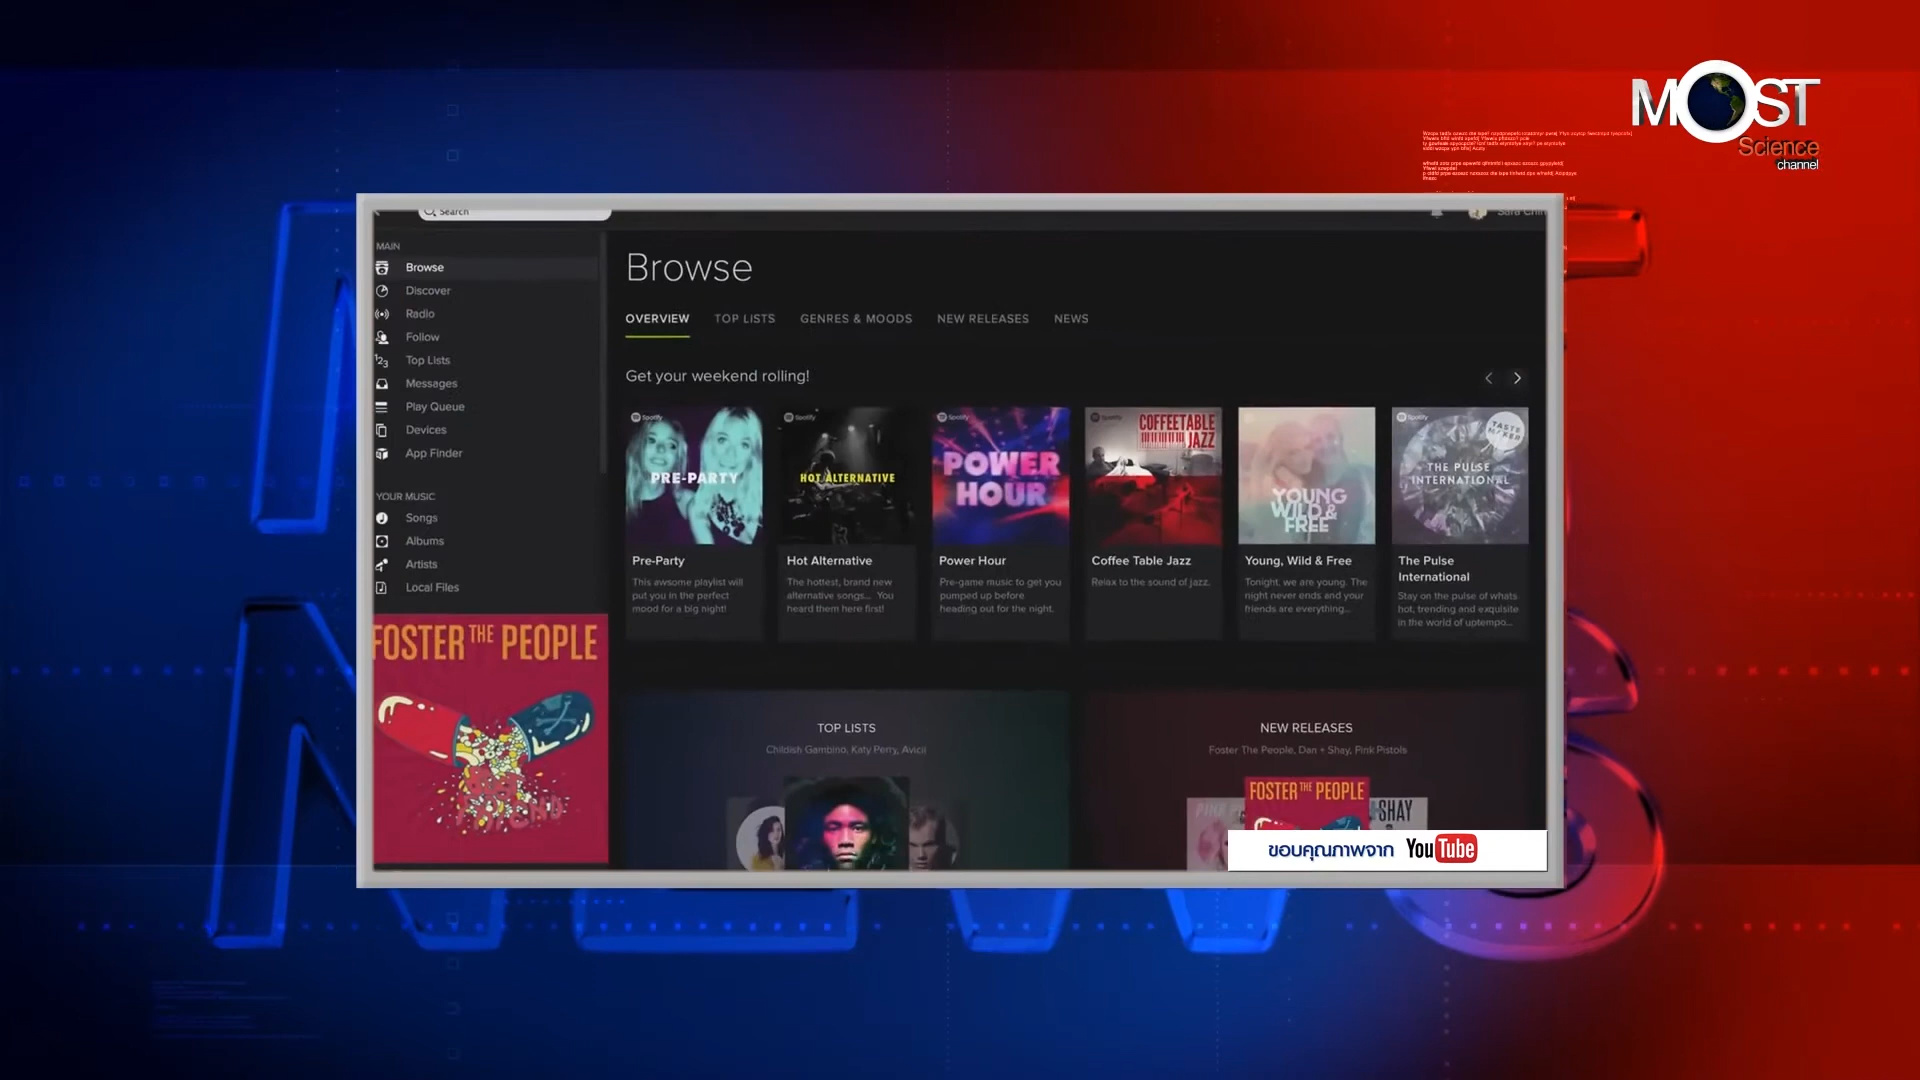 MOST
Science
channel
Search
MAIN
Browse
Discover
Radio
Follow
Top Lists
Messages
Play Queue
Devices
App Finder
YOUR MUSIC
Songs
Albums
Artists
Local Files
FOSTER THE PEOPLE
Browse
OVERVIEW TOP LISTS GENRES & MOODS NEW RELEASES NEWS
Get your weekend rolling!
Spotify
PRE-PARTY
Pre-Party
This awsome playlist will
put you in the perfect
mood for a big night!
Spotify
HOT ALTERNATIVE
Hot Alternative
The hottest, brand new
alternative songs... You
heard them here first!
Spotify
POWER
HOUR
Power Hour
Pre-game music to get you
pumped up before
heading out for the night.
Spotify
COFFEETABLE
JAZZ
Coffee Table Jazz
Relax to the sound of jazz.
YOUNG
WILD &
FREE
Young, Wild & Free
Tonight, we are young. The
night never ends and your
friends are everything...
Spotify
TASTE
MAKER
THE PULSE
INTERNATIONAL
The Pulse
International
Stay on the pulse of whats
hot, trending and exquisite
in the world of uptempo...
TOP LISTS
Childish Gambino, Katy Perry, Avicii
NEW RELEASES
Foster The People, Dan + Shay, Pink Pistols
FOSTER THE PEOPLE
SHAY
ขอบคุณภาพจาก YouTube
NEWS